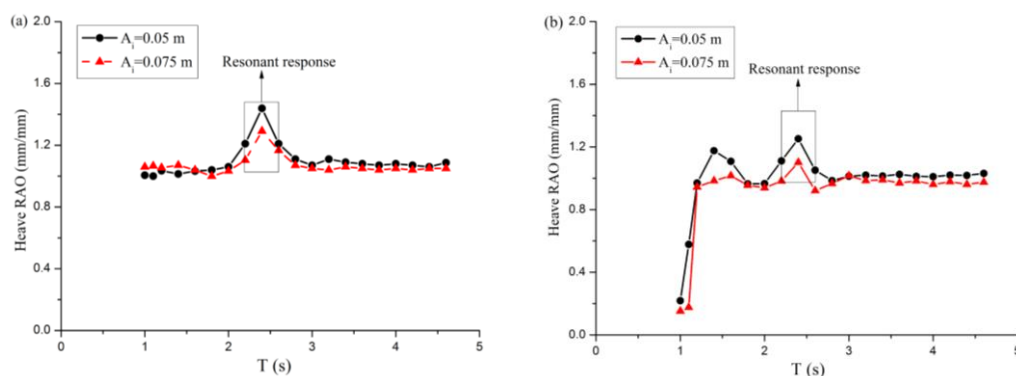 (a)
2.0
1.6
1.2
0.8
0.4
0.0
Heave RAO (mm/mm)
A_i=0.05 m
A_i=0.075 m
Resonant response
0 1 2 3 4 5
T (s)
(b)
2.0
1.6
1.2
0.8
0.4
0.0
Heave RAO (mm/mm)
A_i=0.05 m
A_i=0.075 m
Resonant response
0 1 2 3 4 5
T (s)